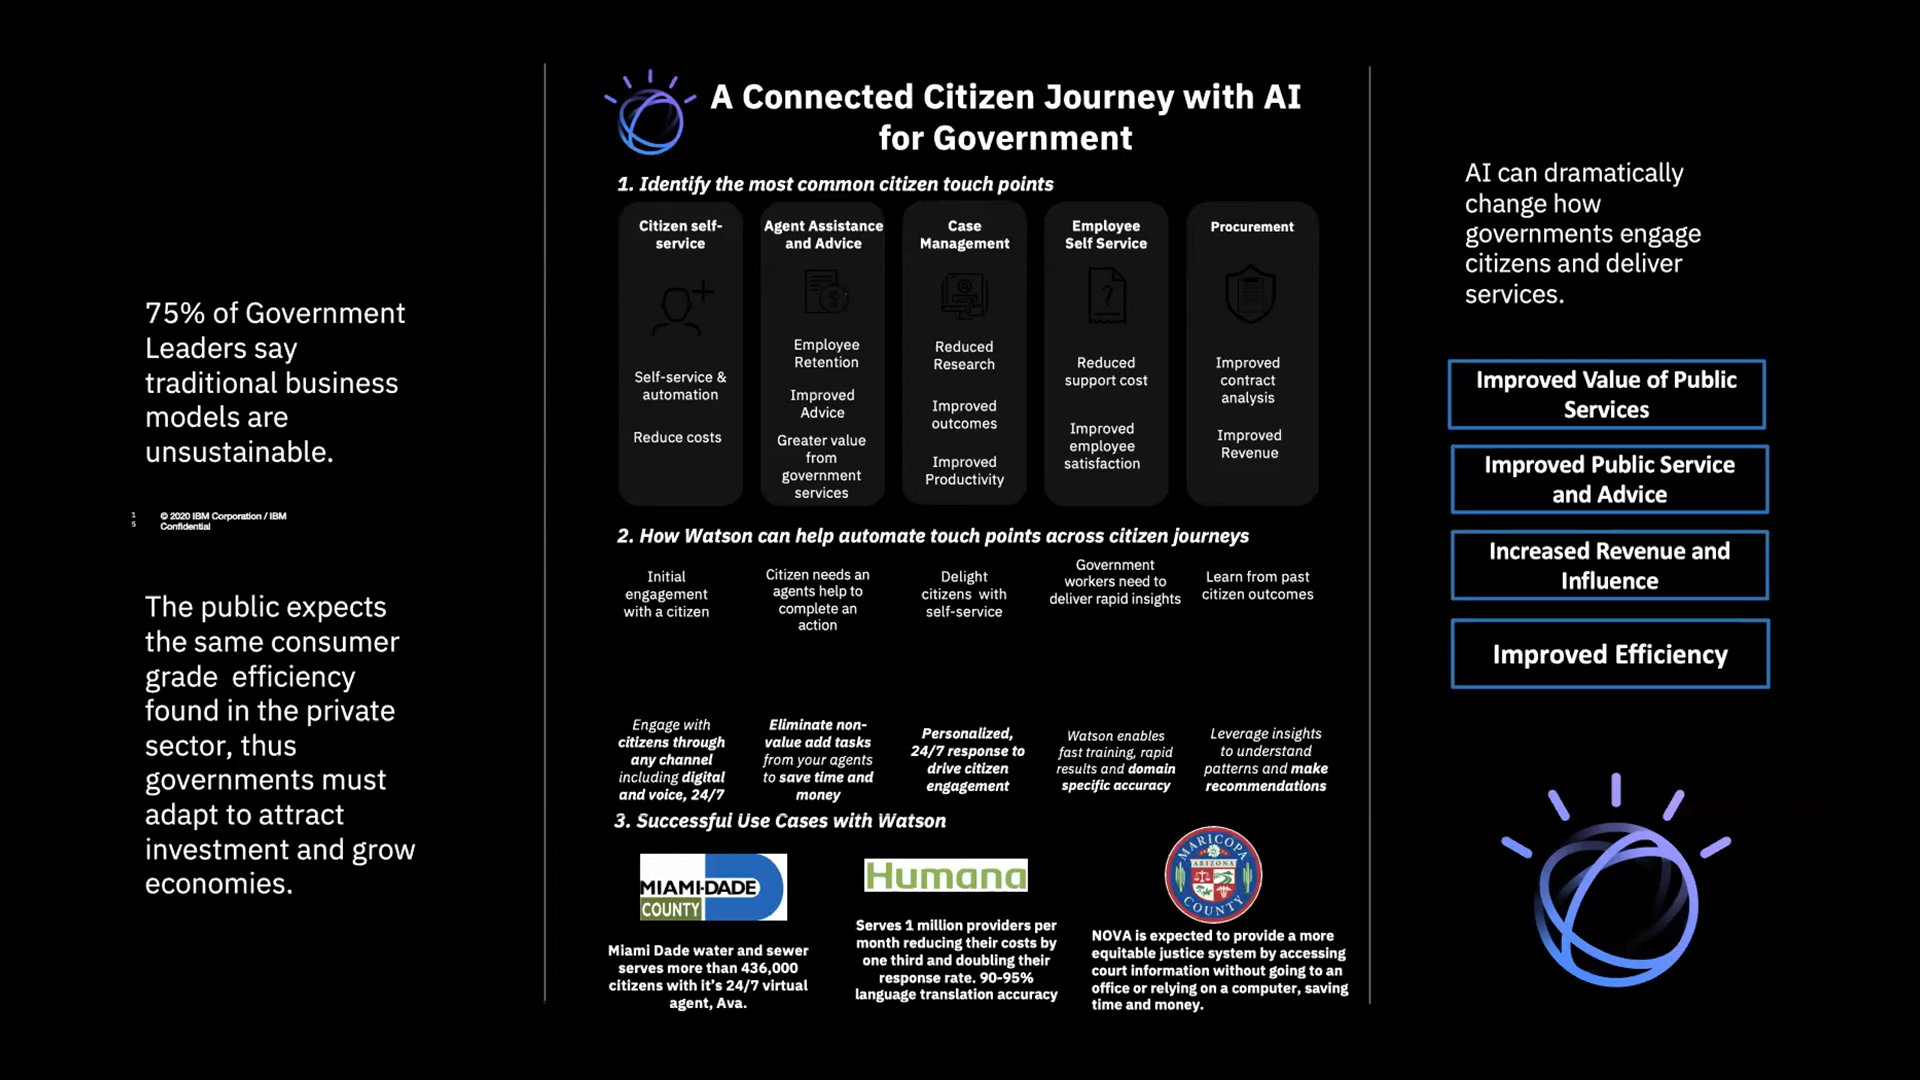 75% of Government
Leaders say
traditional business
models are
unsustainable.
1
5
© 2020 IBM Corporation / IBM
Confidential
The public expects
the same consumer
grade  efficiency
found in the private
sector, thus
governments must
adapt to attract
investment and grow
economies.
A Connected Citizen Journey with AI
for Government
1. Identify the most common citizen touch points
Citizen self-
service
Self-service &
automation
Reduce costs
Agent Assistance
and Advice
Employee
Retention
Improved
Advice
Greater value
from
government
services
Case
Management
Reduced
Research
Improved
outcomes
Improved
Productivity
Employee
Self Service
?
Reduced
support cost
Improved
employee
satisfaction
Procurement
Improved
contract
analysis
Improved
Revenue
2. How Watson can help automate touch points across citizen journeys
Initial
engagement
with a citizen
Citizen needs an
agents help to
complete an
action
Delight
citizens  with
self-service
Government
workers need to
deliver rapid insights
Learn from past
citizen outcomes
Engage with
citizens through
any channel
including digital
and voice, 24/7
Eliminate non-
value add tasks
from your agents
to save time and
money
Personalized,
24/7 response to
drive citizen
engagement
Watson enables
fast training, rapid
results and domain
specific accuracy
Leverage insights
to understand
patterns and make
recommendations
3. Successful Use Cases with Watson
MIAMI-DADE
COUNTY
Miami Dade water and sewer
serves more than 436,000
citizens with it's 24/7 virtual
agent, Ava.
Humana
Serves 1 million providers per
month reducing their costs by
one third and doubling their
response rate. 90-95%
language translation accuracy
MARICOPA
ARIZONA
COUNTY
NOVA is expected to provide a more
equitable justice system by accessing
court information without going to an
office or relying on a computer, saving
time and money.
AI can dramatically
change how
governments engage
citizens and deliver
services.
Improved Value of Public
Services
Improved Public Service
and Advice
Increased Revenue and
Influence
Improved Efficiency